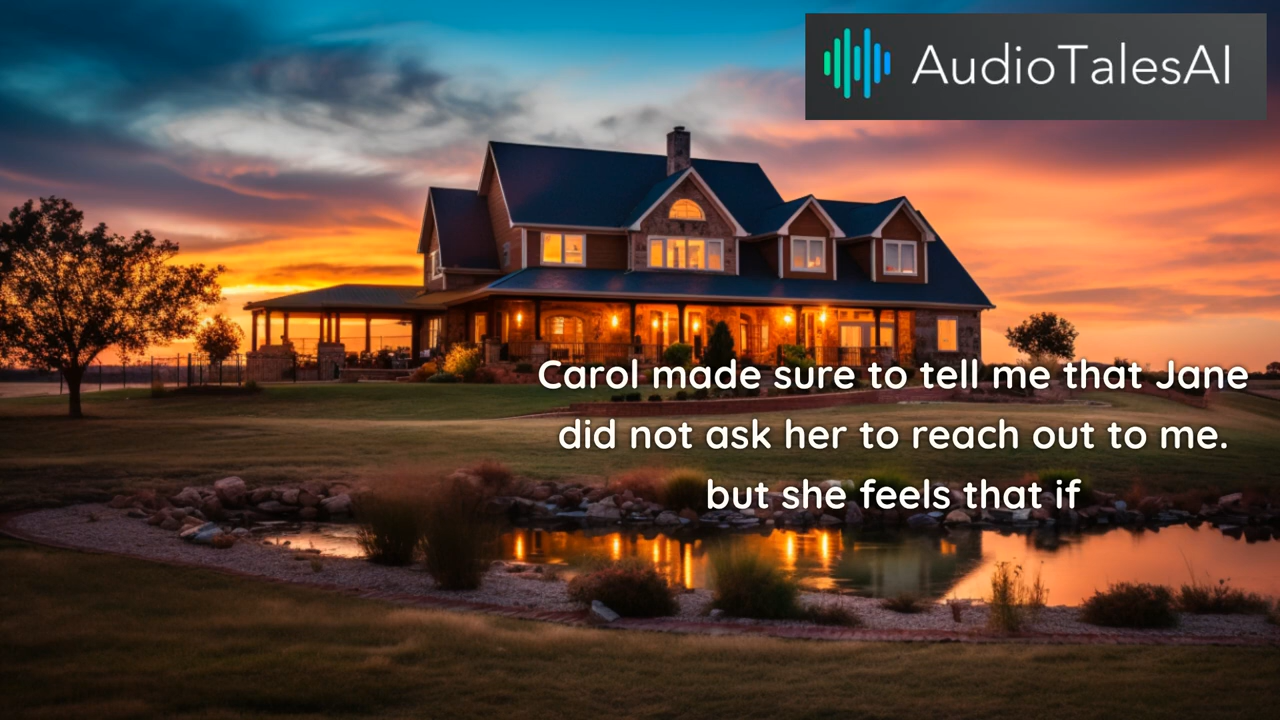 AudioTalesAI
Carol made sure to tell me that Jane
did not ask her to reach out to me.
but she feels that if